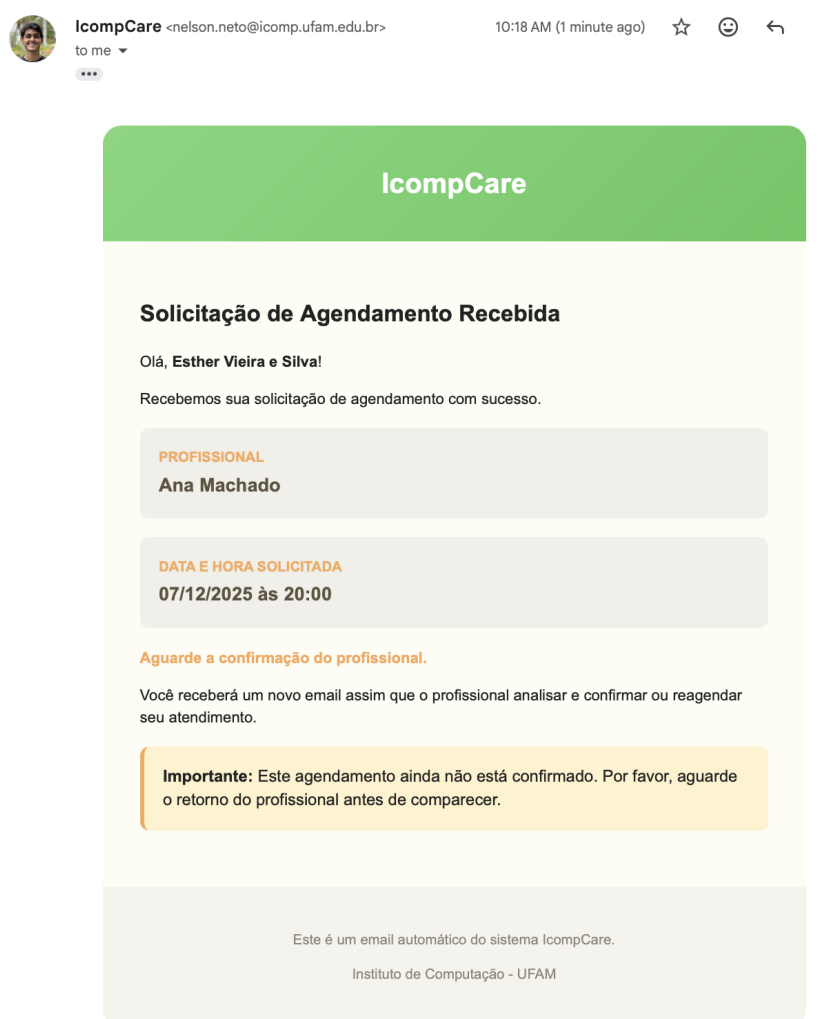 IcompCare <nelson.neto@icomp.ufam.edu.br>
10:18 AM (1 minute ago)
to me
IcompCare
Solicitação de Agendamento Recebida
Olá, Esther Vieira e Silva!
Recebemos sua solicitação de agendamento com sucesso.
PROFISSIONAL
Ana Machado
DATA E HORA SOLICITADA
07/12/2025 às 20:00
Aguarde a confirmação do profissional.
Você receberá um novo email assim que o profissional analisar e confirmar ou reagendar
seu atendimento.
Importante: Este agendamento ainda não está confirmado. Por favor, aguarde
o retorno do profissional antes de comparecer.
Este é um email automático do sistema IcompCare.
Instituto de Computação - UFAM